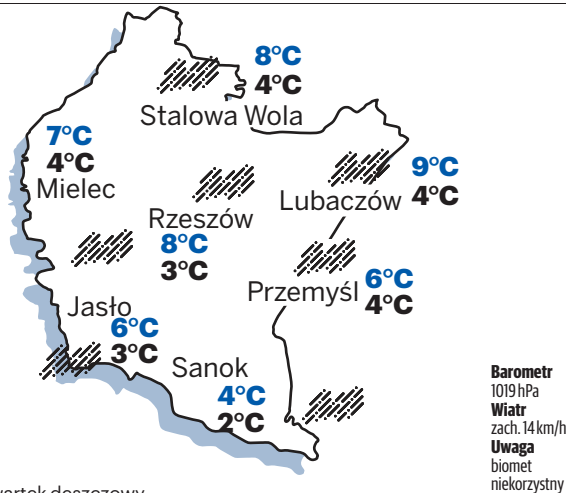 8°C
4°C
Stalowa Wola
7°C
4°C
Mielec
9°C
4°C
Lubaczów
Rzeszów
8°C
3°C
Przemyśl
6°C
4°C
Jasło
6°C
3°C
Sanok
4°C
2°C
Barometr
1019 hPa
Wiatr
zach. 14 km/h
Uwaga
biomet
niekorzystny
deszczowy